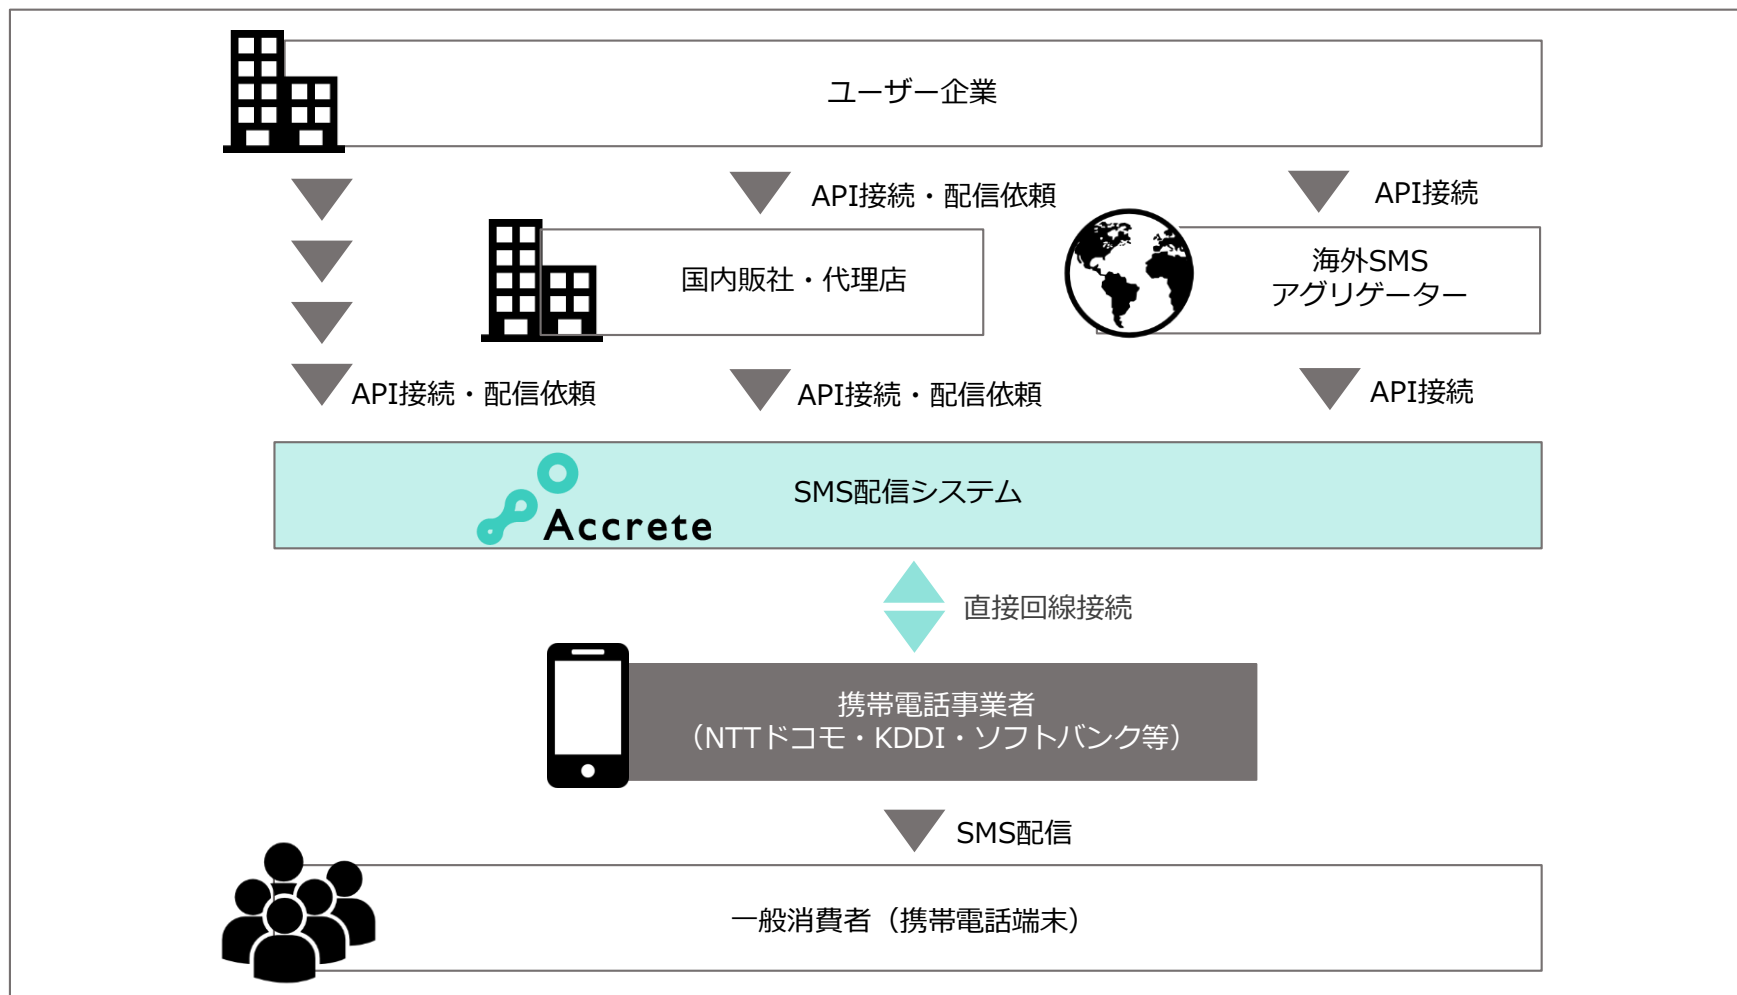 ユーザー企業
API接続・配信依頼
API接続
国内販社・代理店
海外SMS
アグリゲーター
API接続・配信依頼
API接続・配信依頼
API接続
SMS配信システム
Accrete
直接回線接続
携帯電話事業者
（NTTドコモ・KDDI・ソフトバンク等）
SMS配信
一般消費者（携帯電話端末）